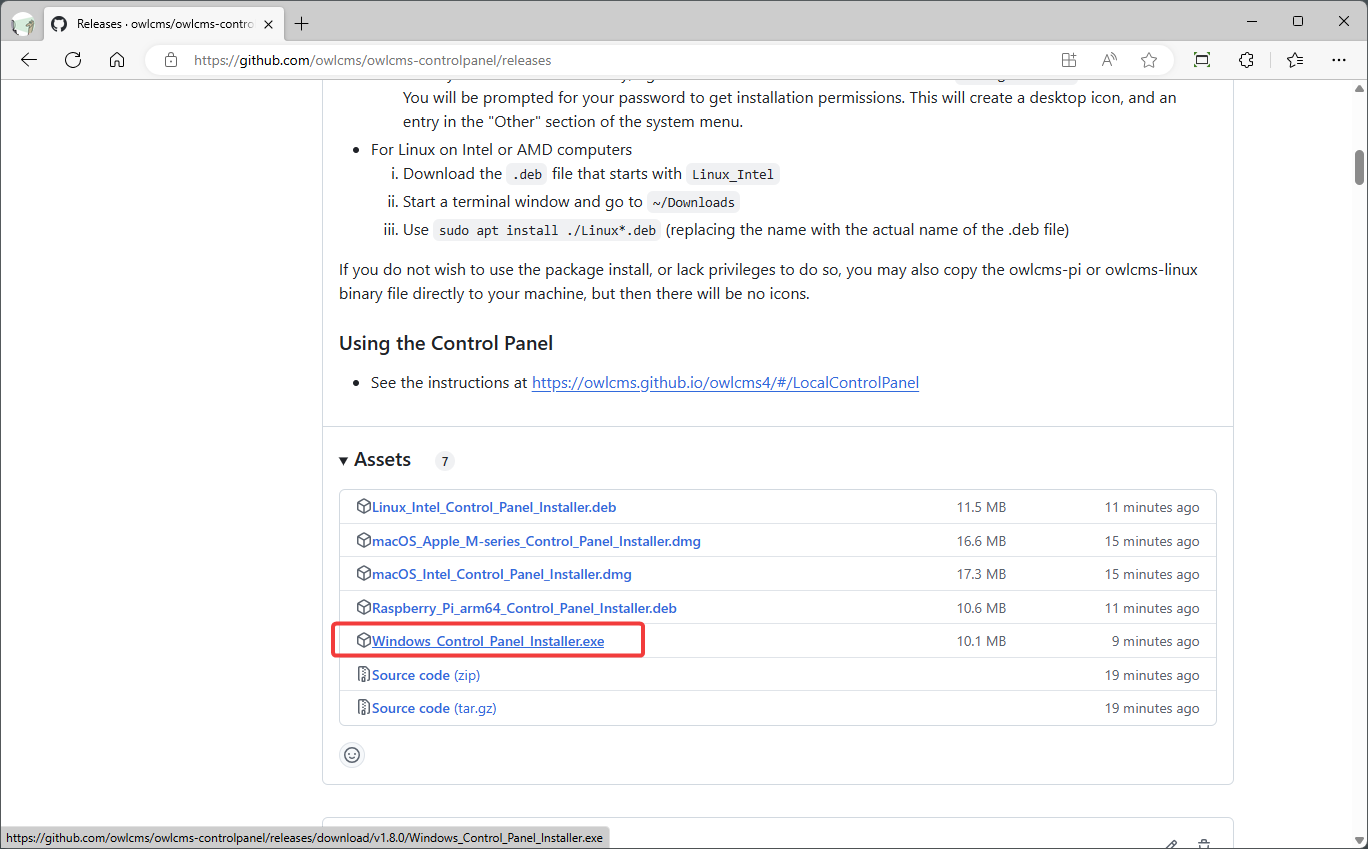 Releases · owlcms/owlcms-contro
https://github.com/owlcms/owlcms-controlpanel/releases
You will be prompted for your password to get installation permissions. This will create a desktop icon, and an
entry in the "Other" section of the system menu.
• For Linux on Intel or AMD computers
i. Download the .deb file that starts with Linux_Intel
ii. Start a terminal window and go to ~/Downloads
iii. Use sudo apt install ./Linux*.deb (replacing the name with the actual name of the .deb file)
If you do not wish to use the package install, or lack privileges to do so, you may also copy the owlcms-pi or owlcms-linux
binary file directly to your machine, but then there will be no icons.
Using the Control Panel
• See the instructions at https://owlcms.github.io/owlcms4/#/LocalControlPanel
Assets 7
Linux_Intel_Control_Panel_Installer.deb 11.5 MB 11 minutes ago
macOS_Apple_M-series_Control_Panel_Installer.dmg 16.6 MB 15 minutes ago
macOS_Intel_Control_Panel_Installer.dmg 17.3 MB 15 minutes ago
Raspberry_Pi_arm64_Control_Panel_Installer.deb 10.6 MB 11 minutes ago
Windows_Control_Panel_Installer.exe 10.1 MB 9 minutes ago
Source code (zip) 19 minutes ago
Source code (tar.gz) 19 minutes ago
https://github.com/owlcms/owlcms-controlpanel/releases/download/v1.8.0/Windows_Control_Panel_Installer.exe